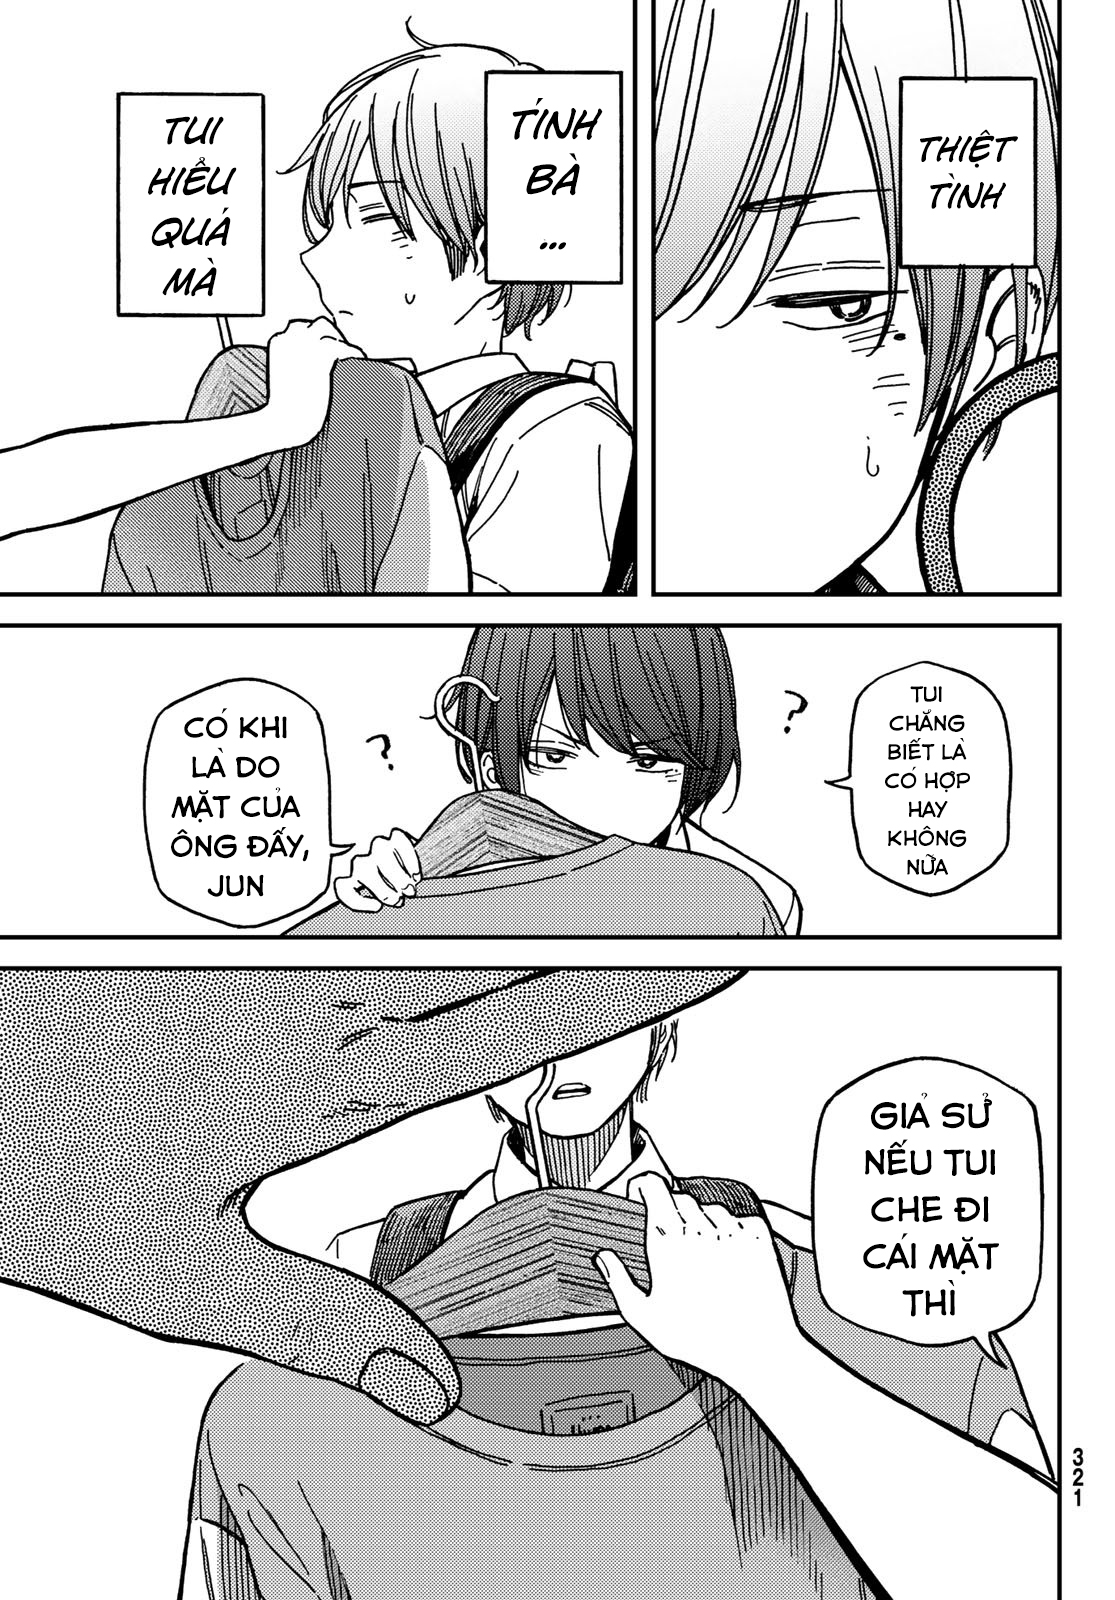 THIỆT
TÌNH
TÍNH
BÀ
...
TUI
HIỂU
QUÁ
MÀ
TUI
CHẲNG
BIẾT LÀ
CÓ HỢP
HAY
KHÔNG
NỮA
?
?
CÓ KHI
LÀ DO
MẶT CỦA
ÔNG ĐẤY,
JUN
GIẢ SỬ
NẾU TUI
CHE ĐI
CÁI MẶT
THÌ
321